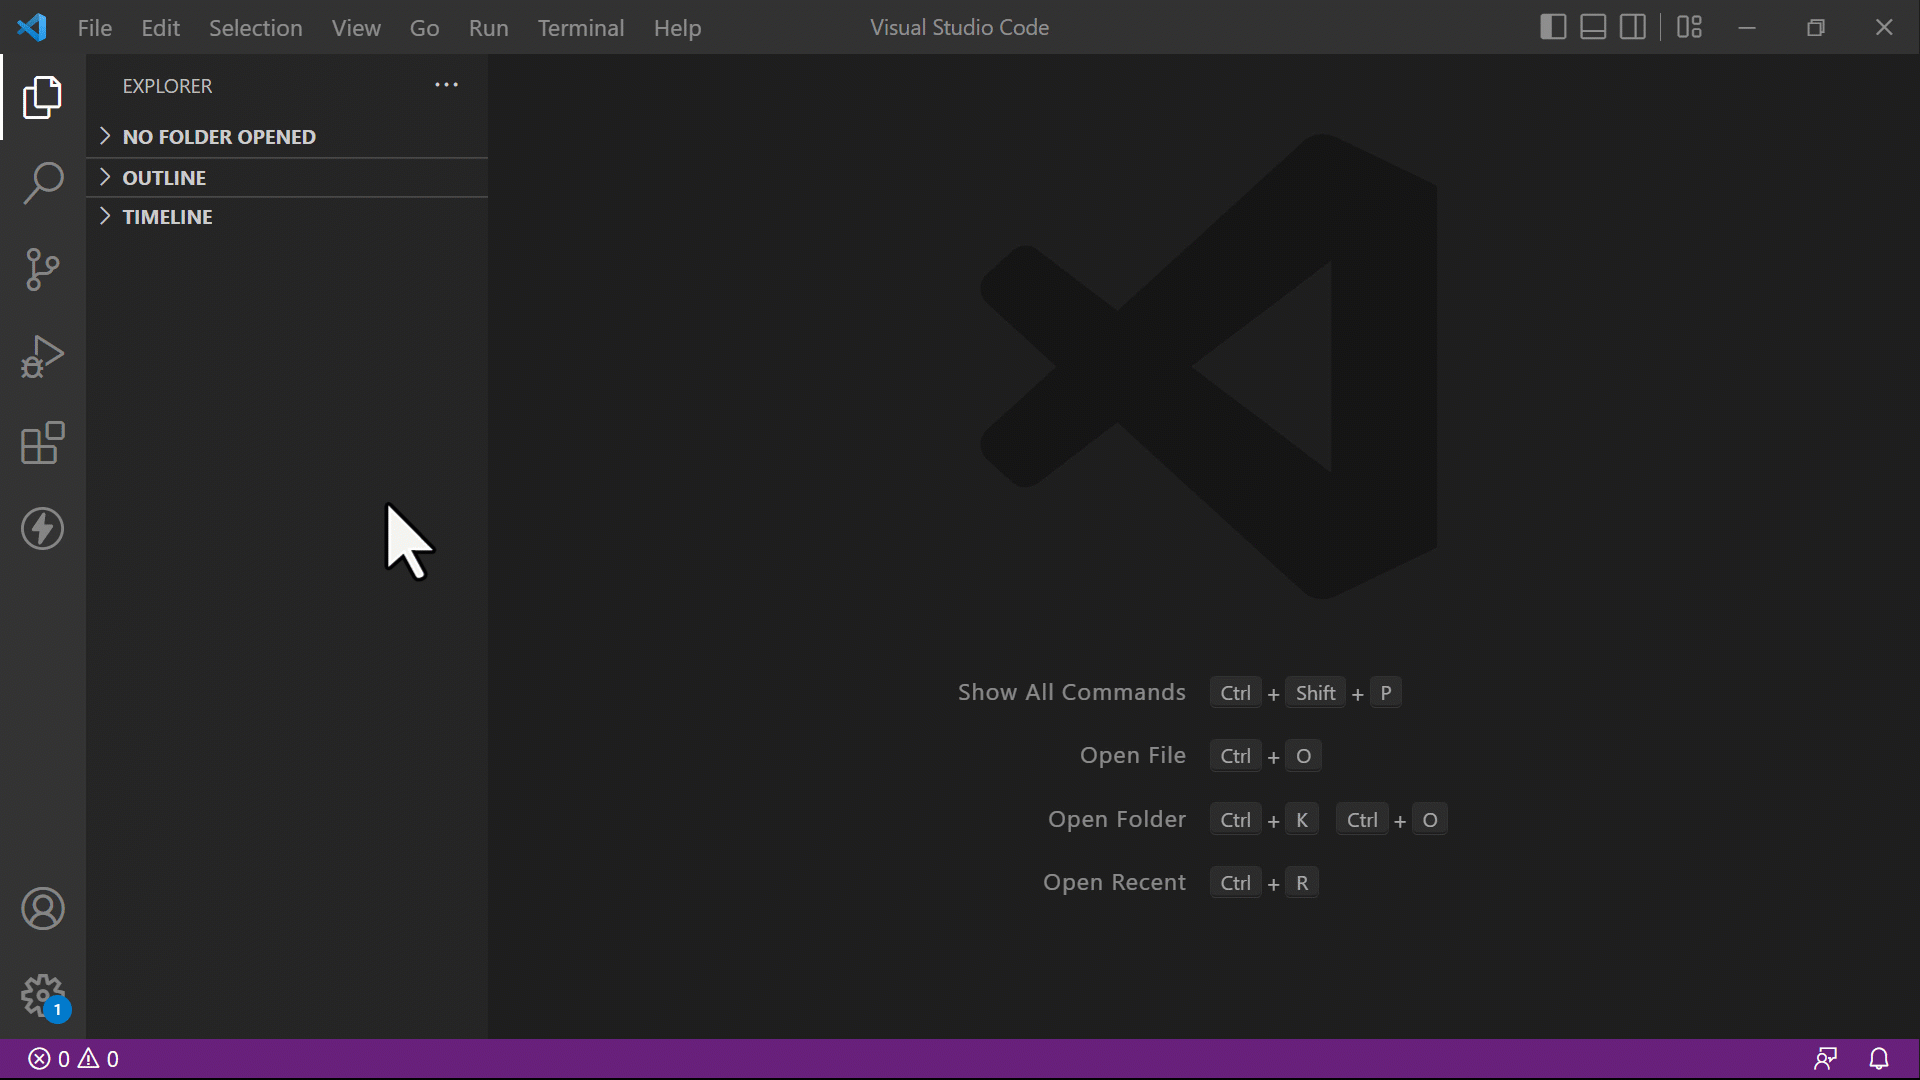 File Edit Selection View Go Run Terminal Help
Visual Studio Code
EXPLORER
NO FOLDER OPENED
OUTLINE
TIMELINE
Show All Commands Ctrl + Shift + P
Open File Ctrl + O
Open Folder Ctrl + K Ctrl + O
Open Recent Ctrl + R
1
0 0